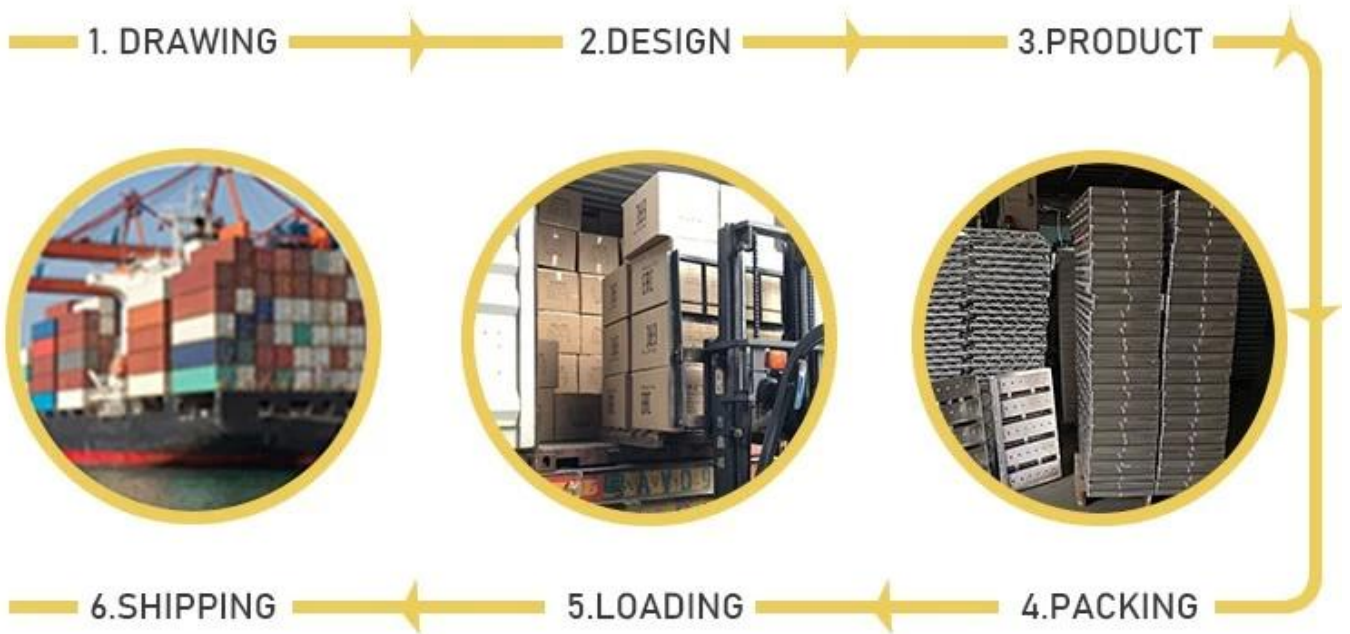 1. DRAWING
2.DESIGN
3.PRODUCT
4.PACKING
5.LOADING
6.SHIPPING